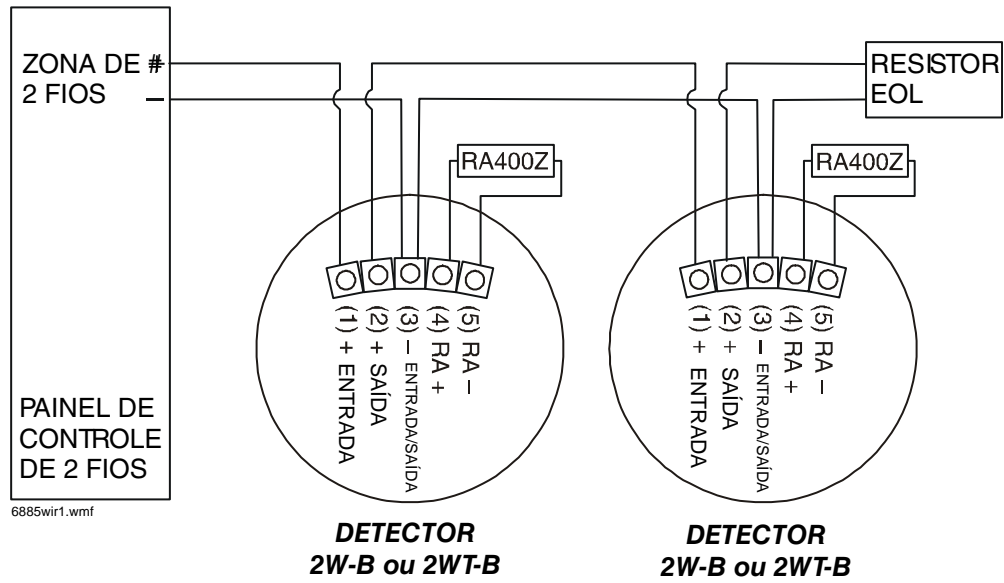 ZONA DE # +
2 FIOS –
RESISTOR
EOL
RA400Z
RA400Z
(1) + ENTRADA
(2) + SAÍDA
(3) – ENTRADA/SAÍDA
(4) RA +
(5) RA –
(1) + ENTRADA
(2) + SAÍDA
(3) – ENTRADA/SAÍDA
(4) RA +
(5) RA –
PAINEL DE
CONTROLE
DE 2 FIOS
6885wir1.wmf
DETECTOR
2W-B ou 2WT-B
DETECTOR
2W-B ou 2WT-B